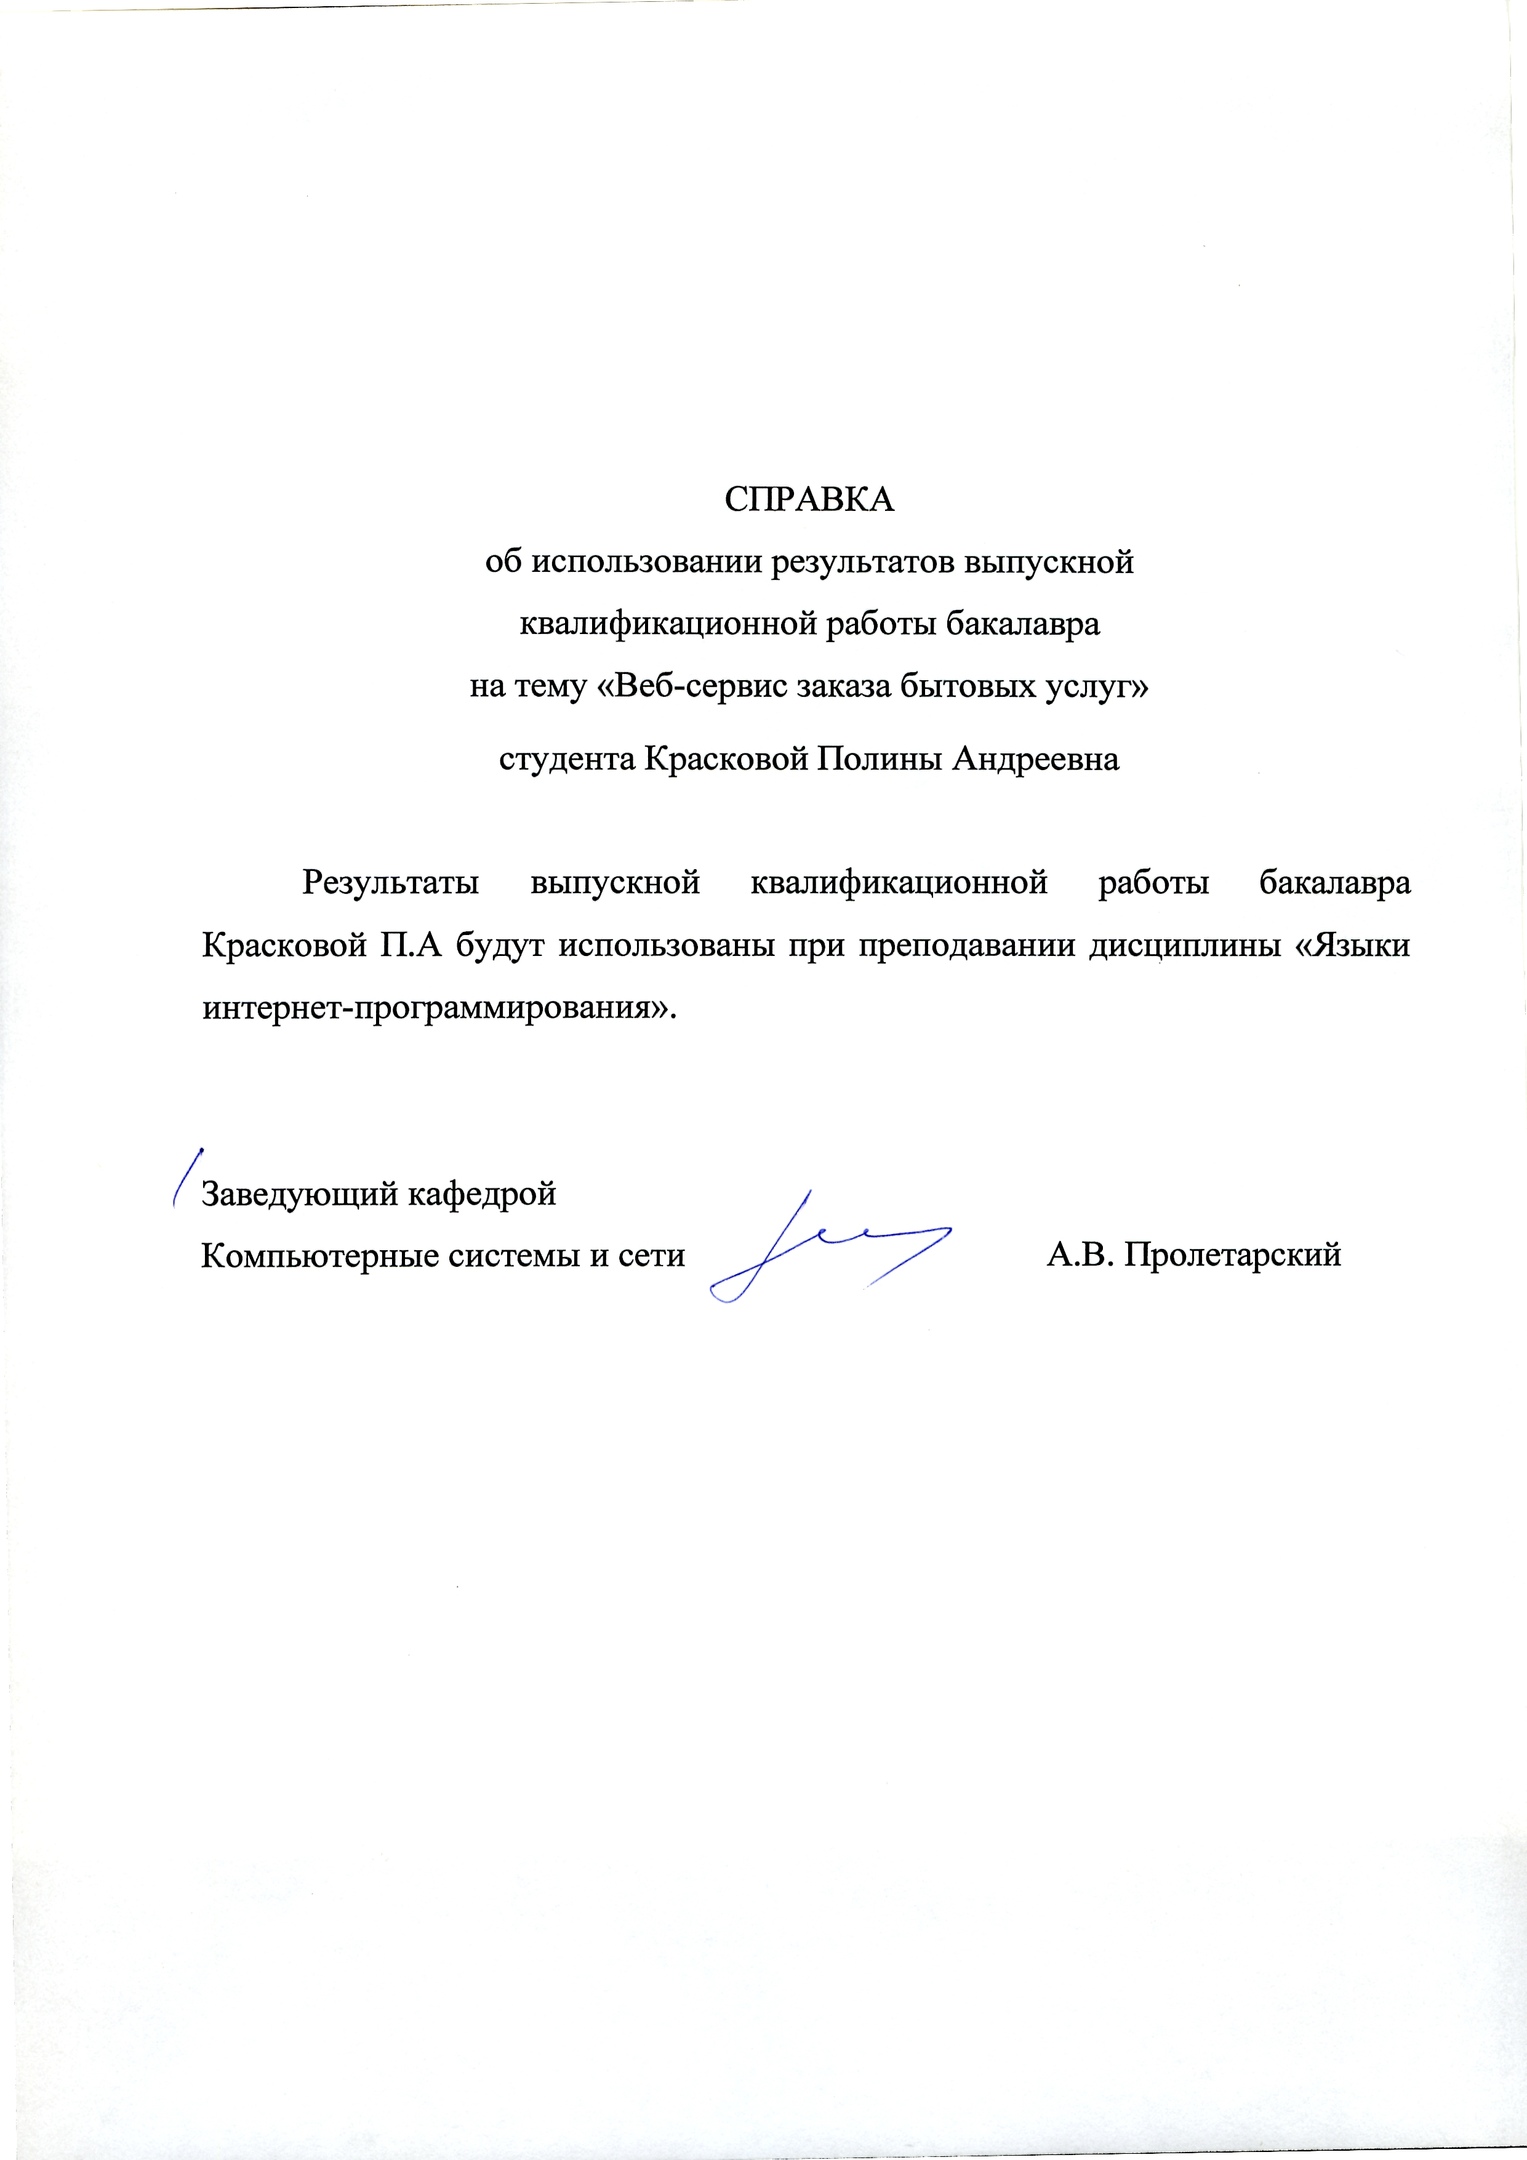 СПРАВКА
об использовании результатов выпускной
квалификационной работы бакалавра
на тему «Веб-сервис заказа бытовых услуг»
студента Красковой Полины Андреевна
Результаты выпускной квалификационной работы бакалавра
Красковой П.А будут использованы при преподавании дисциплины «Языки
интернет-программирования».
Заведующий кафедрой
Компьютерные системы и сети А.В. Пролетарский